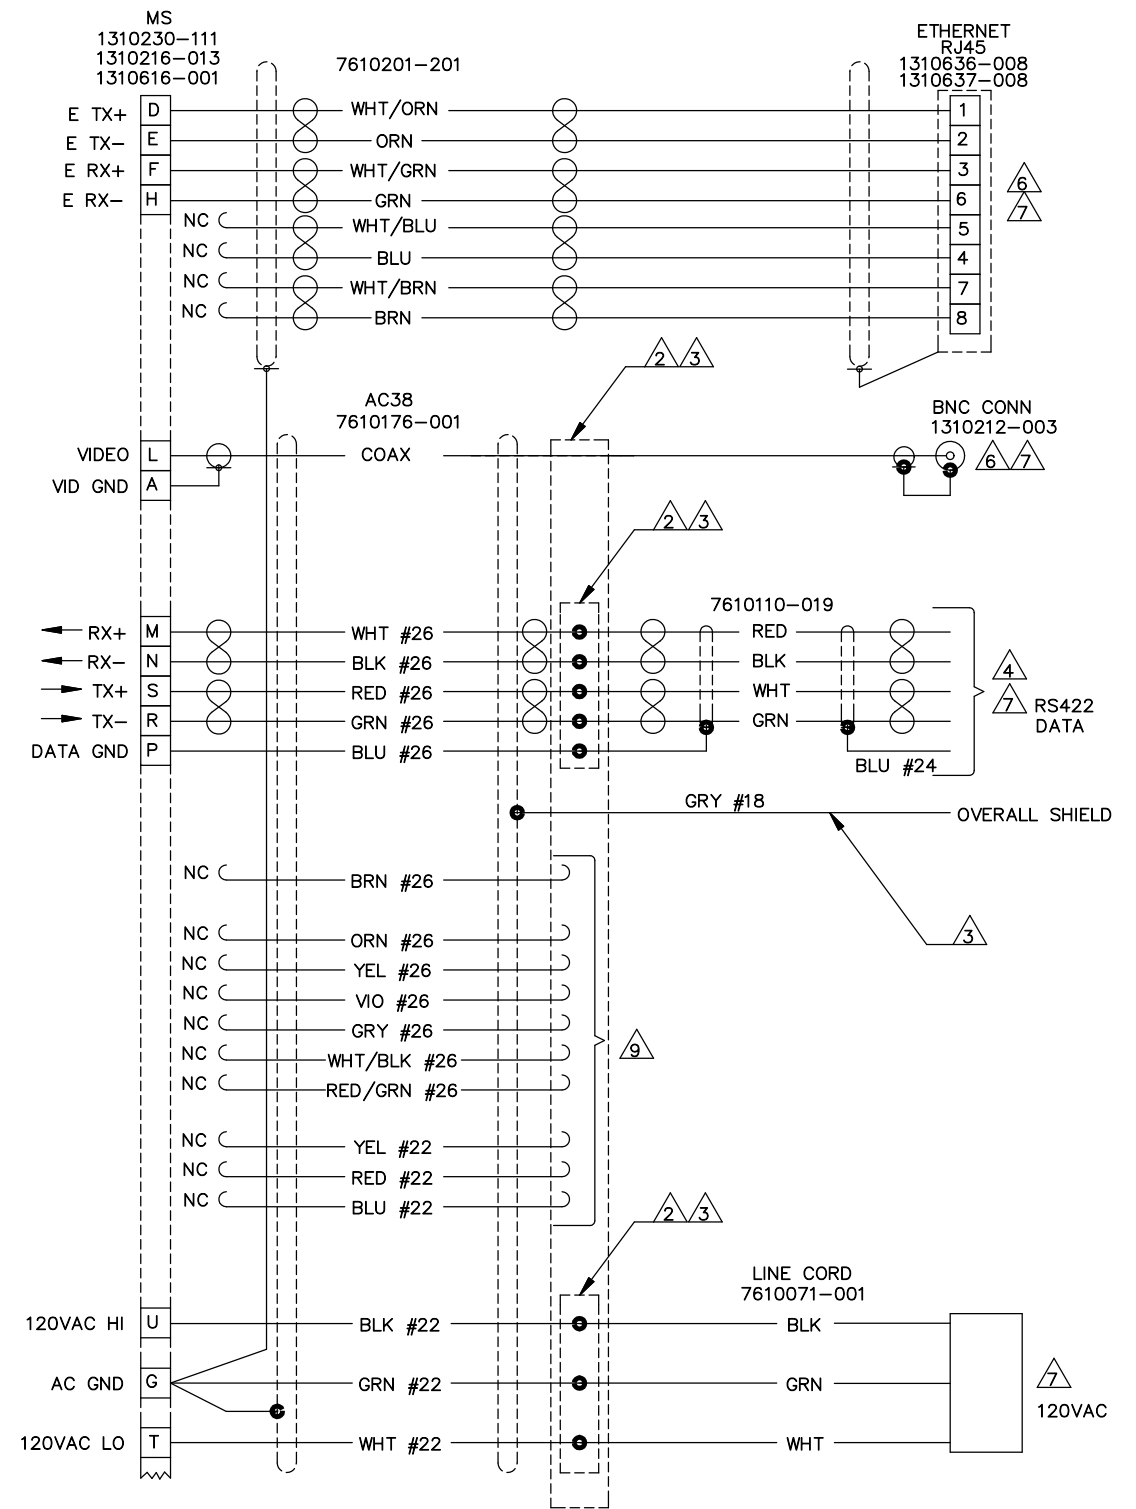 MS
1310230-111
1310216-013
1310616-001
7610201-201
ETHERNET
RJ45
1310636-008
1310637-008
E TX+ D WHT/ORN 1
E TX- E ORN 2
E RX+ F WHT/GRN 3
E RX- H GRN 6
NC WHT/BLU 5
NC BLU 4
NC WHT/BRN 7
NC BRN 8
6
7
2 3
AC38
7610176-001
BNC CONN
1310212-003
VIDEO L COAX
6 7
VID GND A
2 3
7610110-019
RX+ M WHT #26 RED
RX- N BLK #26 BLK
TX+ S RED #26 WHT
TX- R GRN #26 GRN
DATA GND P BLU #26
BLU #24
4
7 RS422
DATA
GRY #18
OVERALL SHIELD
3
NC BRN #26
NC ORN #26
NC YEL #26
NC VIO #26
NC GRY #26
NC WHT/BLK #26
NC RED/GRN #26
9
NC YEL #22
NC RED #22
NC BLU #22
2 3
LINE CORD
7610071-001
120VAC HI U BLK #22 BLK
AC GND G GRN #22 GRN
7
120VAC
120VAC LO T WHT #22 WHT